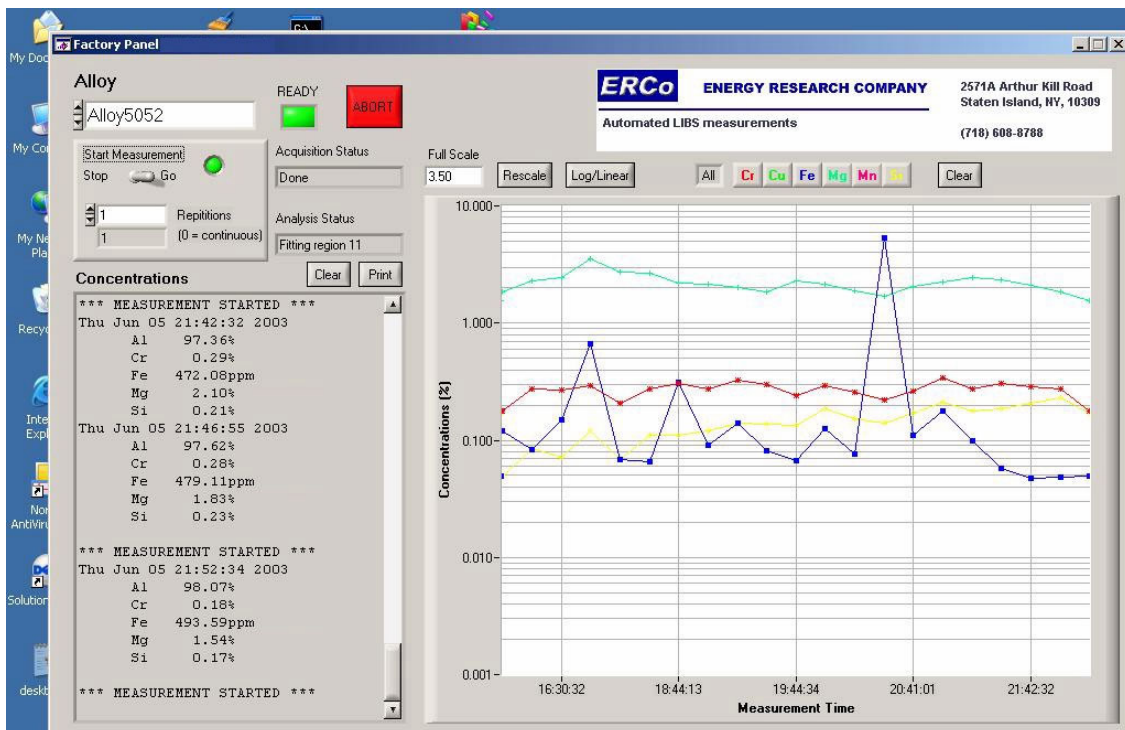 My Doc
My Co
My Ne
Pla
Recyc
Inte
Expl
Nor
AntiViru
Solution
deskt
C:\
Factory Panel
Alloy
Alloy5052
READY
ABORT
Start Measurement
Stop
Go
1
Repititions
1
(0 = continuous)
Acquisition Status
Done
Analysis Status
Fitting region 11
Concentrations
Clear
Print
*** MEASUREMENT STARTED ***
Thu Jun 05 21:42:32 2003
Al 97.36%
Cr 0.29%
Fe 472.08ppm
Mg 2.10%
Si 0.21%
Thu Jun 05 21:46:55 2003
Al 97.62%
Cr 0.28%
Fe 479.11ppm
Mg 1.83%
Si 0.23%
*** MEASUREMENT STARTED ***
Thu Jun 05 21:52:34 2003
Al 98.07%
Cr 0.18%
Fe 493.59ppm
Mg 1.54%
Si 0.17%
*** MEASUREMENT STARTED ***
ERCo
ENERGY RESEARCH COMPANY
Automated LIBS measurements
2571A Arthur Kill Road
Staten Island, NY, 10309
(718) 608-8788
Full Scale
3.50
Rescale
Log/Linear
All Cr Cu Fe Mg Mn Si
Clear
10.000
1.000
0.100
0.010
0.001
Concentrations (%)
16:30:32 18:44:13 19:44:34 20:41:01 21:42:32
Measurement Time